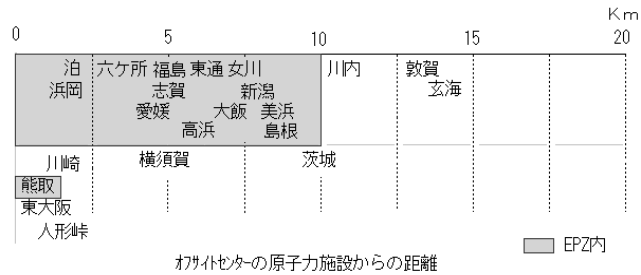 Km
0 5 10 15 20
泊 六ケ所 福島 東通 女川 川内 敦賀
浜岡 志賀 新潟 玄海
愛媛 大飯 美浜
高浜 島根
川崎 横須賀 茨城
熊取
東大阪
人形峠
EPZ内
オフサイトセンターの原子力施設からの距離